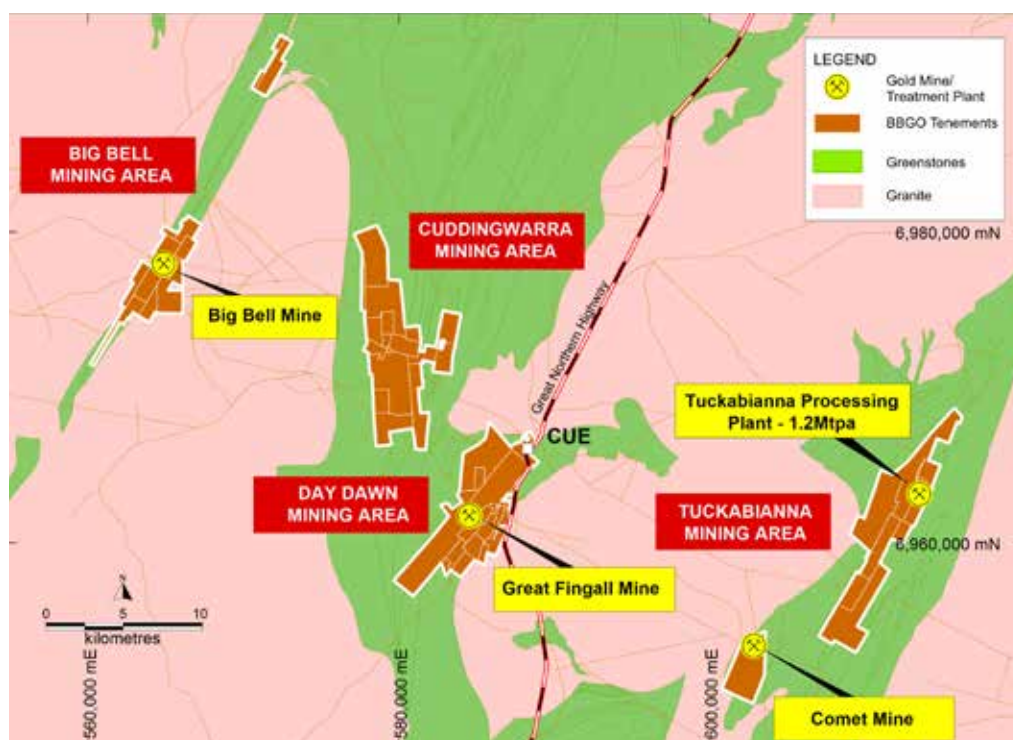 LEGEND
Gold Mine/
Treatment Plant
BBGO Tenements
Greenstones
Granite
BIG BELL
MINING AREA
CUDDINGWARRA
MINING AREA
6,980,000 mN
Big Bell Mine
Great Northern Highway
Tuckabianna Processing
Plant - 1.2Mtpa
CUE
DAY DAWN
MINING AREA
TUCKABIANNA
MINING AREA
6,960,000 mN
Great Fingall Mine
0 5 10
kilometres
560,000 mE
580,000 mE
600,000 mE
Comet Mine